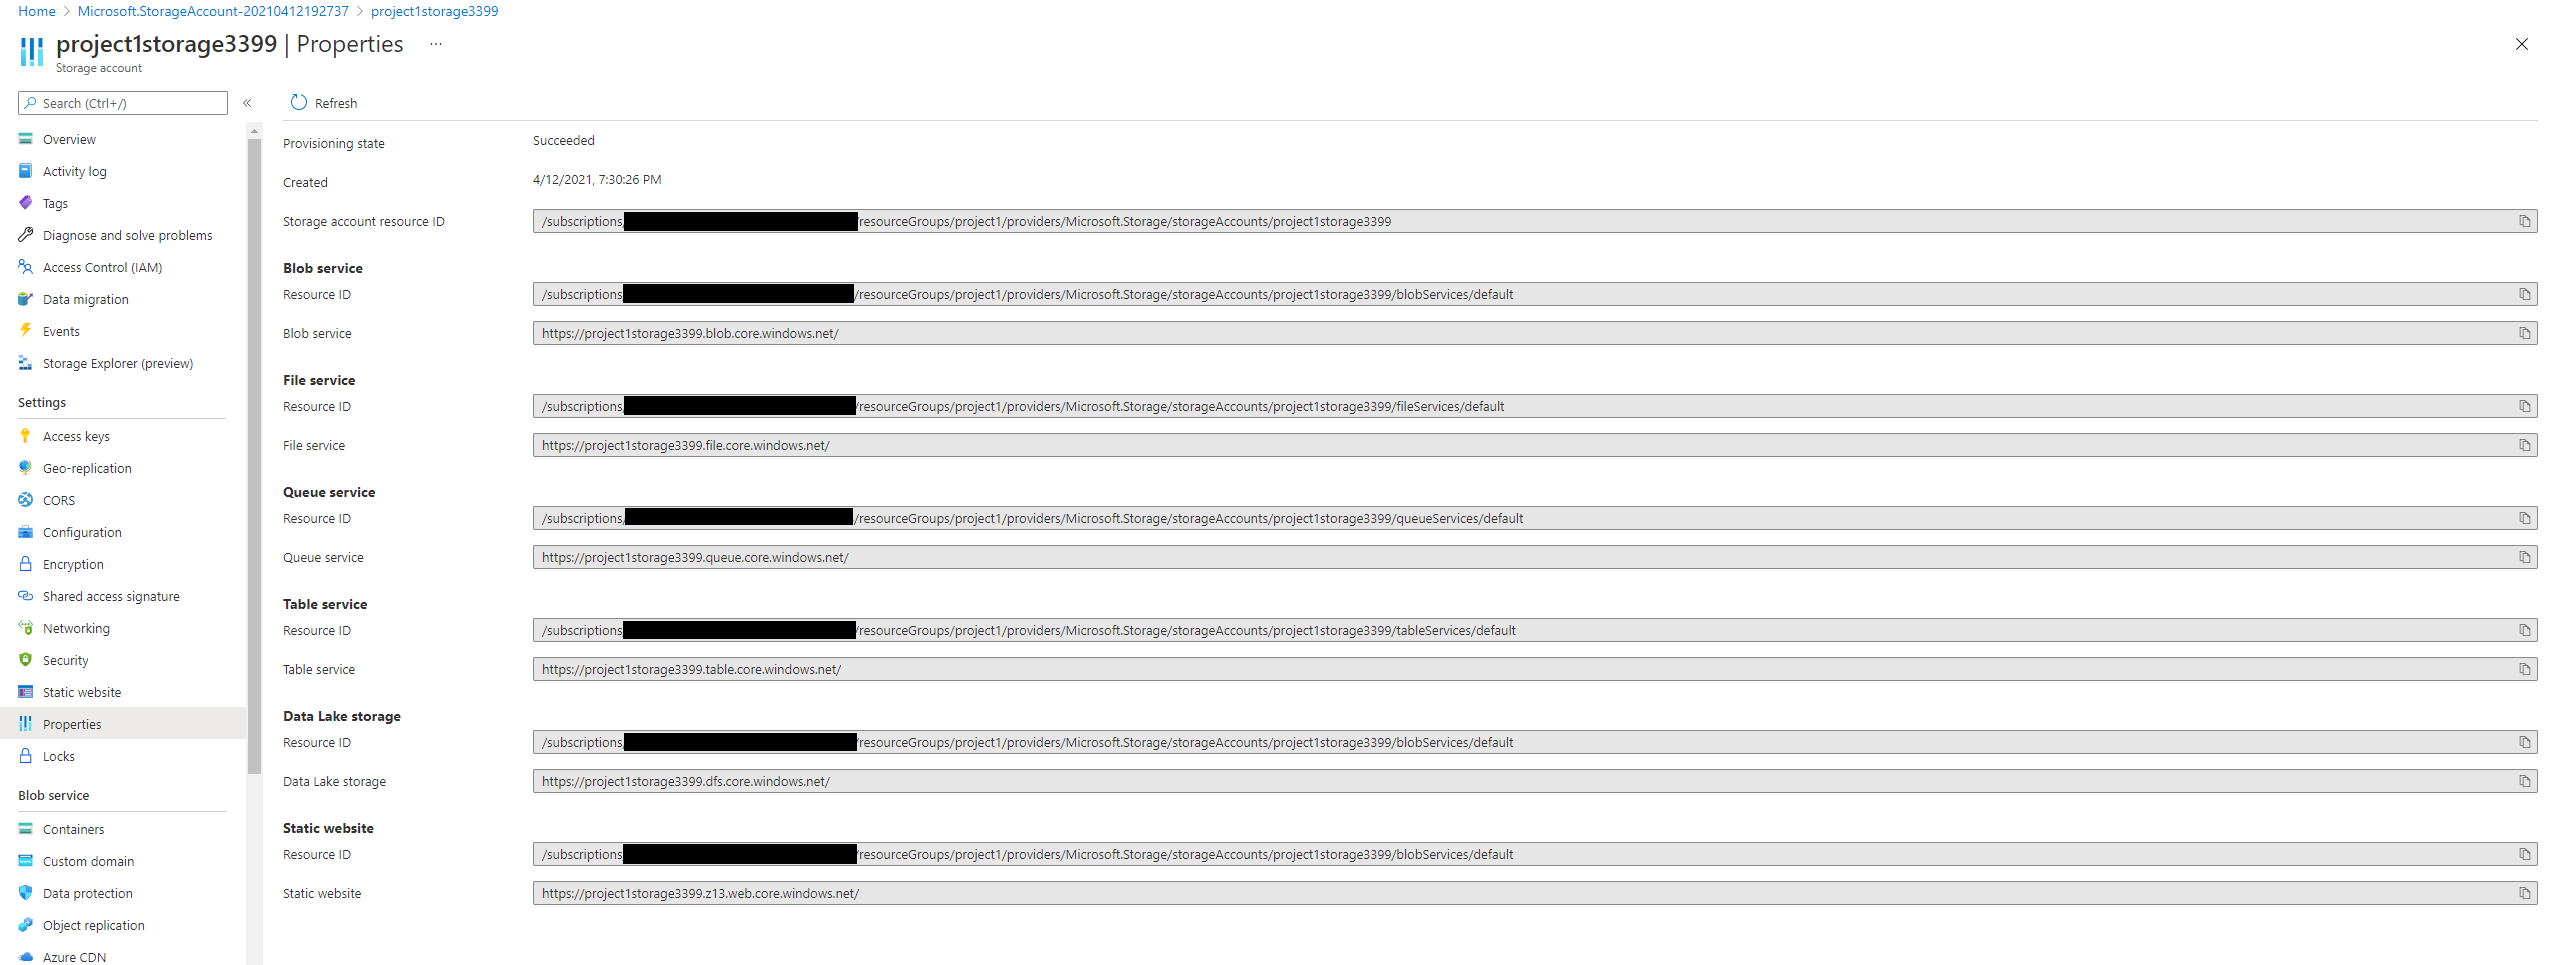 Home > Microsoft.StorageAccount-20210412192737 > project1storage3399
project1storage3399 | Properties ...
Storage account
Search (Ctrl+/)
«
Overview
Activity log
Tags
Diagnose and solve problems
Access Control (IAM)
Data migration
Events
Storage Explorer (preview)
Settings
Access keys
Geo-replication
CORS
Configuration
Encryption
Shared access signature
Networking
Security
Static website
Properties
Locks
Blob service
Containers
Custom domain
Data protection
Object replication
Azure CDN
Refresh
Provisioning state Succeeded
Created 4/12/2021, 7:30:26 PM
Storage account resource ID /subscriptions/ /resourceGroups/project1/providers/Microsoft.Storage/storageAccounts/project1storage3399
Blob service
Resource ID /subscriptions /resourceGroups/project1/providers/Microsoft.Storage/storageAccounts/project1storage3399/blobServices/default
Blob service https://project1storage3399.blob.core.windows.net/
File service
Resource ID /subscriptions/ /resourceGroups/project1/providers/Microsoft.Storage/storageAccounts/project1storage3399/fileServices/default
File service https://project1storage3399.file.core.windows.net/
Queue service
Resource ID /subscriptions/ /resourceGroups/project1/providers/Microsoft.Storage/storageAccounts/project1storage3399/queueServices/default
Queue service https://project1storage3399.queue.core.windows.net/
Table service
Resource ID /subscriptions /resourceGroups/project1/providers/Microsoft.Storage/storageAccounts/project1storage3399/tableServices/default
Table service https://project1storage3399.table.core.windows.net/
Data Lake storage
Resource ID /subscriptions/ /resourceGroups/project1/providers/Microsoft.Storage/storageAccounts/project1storage3399/blobServices/default
Data Lake storage https://project1storage3399.dfs.core.windows.net/
Static website
Resource ID /subscriptions /resourceGroups/project1/providers/Microsoft.Storage/storageAccounts/project1storage3399/blobServices/default
Static website https://project1storage3399.z13.web.core.windows.net/